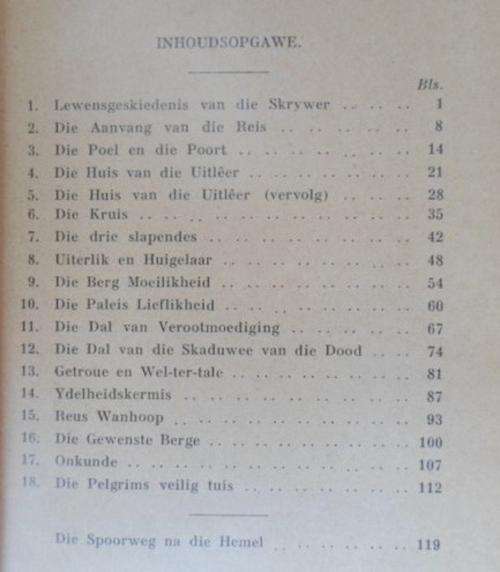 INHOUDSOPGAWE.
Bls.
1. Lewensgeskiedenis van die Skrywer .. .. .. 1
2. Die Aanvang van die Reis .. .. .. .. .. 8
3. Die Poel en die Poort .. .. .. .. .. .. 14
4. Die Huis van die Uitlêer .. .. .. .. .. .. 21
5. Die Huis van die Uitlêer (vervolg) .. .. .. 28
6. Die Kruis .. .. .. .. .. .. .. .. .. 35
7. Die drie slapendes .. .. .. .. .. .. .. 42
8. Uiterlik en Huigelaar .. .. .. .. .. .. .. 48
9. Die Berg Moeilikheid .. .. .. .. .. .. .. 54
10. Die Paleis Lieflikheid .. .. .. .. .. .. 60
11. Die Dal van Verootmoediging .. .. .. .. 67
12. Die Dal van die Skaduwee van die Dood .. .. 74
13. Getroue en Wel-ter-tale .. .. .. .. .. .. 81
14. Ydelheidskermis .. .. .. .. .. .. .. .. 87
15. Reus Wanhoop .. .. .. .. .. .. .. .. 93
16. Die Gewenste Berge .. .. .. .. .. .. .. 100
17. Onkunde .. .. .. .. .. .. .. .. .. 107
18. Die Pelgrims veilig tuis .. .. .. .. .. .. 112
Die Spoorweg na die Hemel .. .. .. .. .. 119